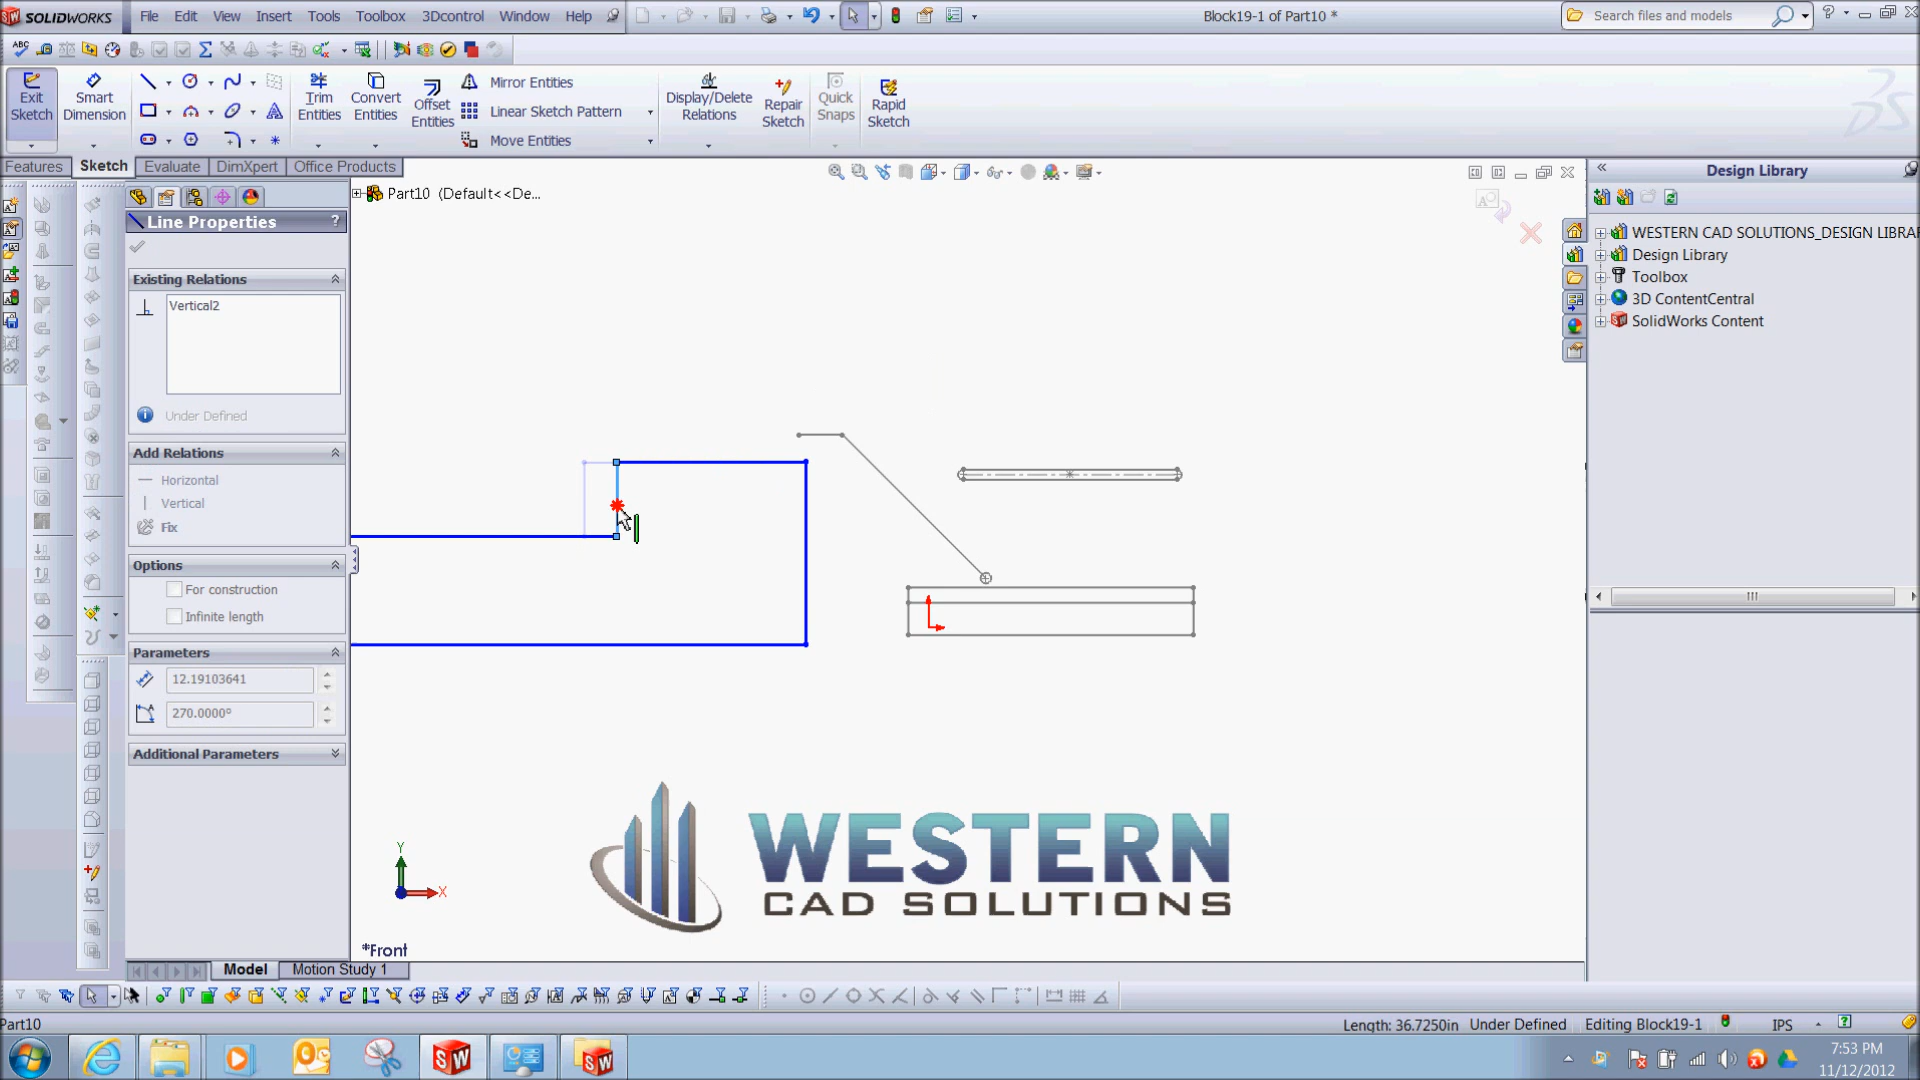 SOLIDWORKS File Edit View Insert Tools Toolbox 3Dcontrol Window Help Block19-1 of Part10 * Search files and models
Exit Sketch
Smart Dimension
Trim Entities
Convert Entities
Offset Entities
Mirror Entities
Linear Sketch Pattern
Move Entities
Display/Delete Relations
Repair Sketch
Quick Snaps
Rapid Sketch
Features Sketch Evaluate DimXpert Office Products
Part10 (Default<<De...
Line Properties ?
Existing Relations
Vertical2
Under Defined
Add Relations
Horizontal
Vertical
Fix
Options
For construction
Infinite length
Parameters
12.19103641
270.0000°
Additional Parameters
Design Library
WESTERN CAD SOLUTIONS_DESIGN LIBRAR
Design Library
Toolbox
3D ContentCentral
SolidWorks Content
Y
X
*Front
WESTERN
CAD SOLUTIONS
Model Motion Study 1
Part10 Length: 36.7250in Under Defined Editing Block19-1 IPS
7:53 PM
11/12/2012